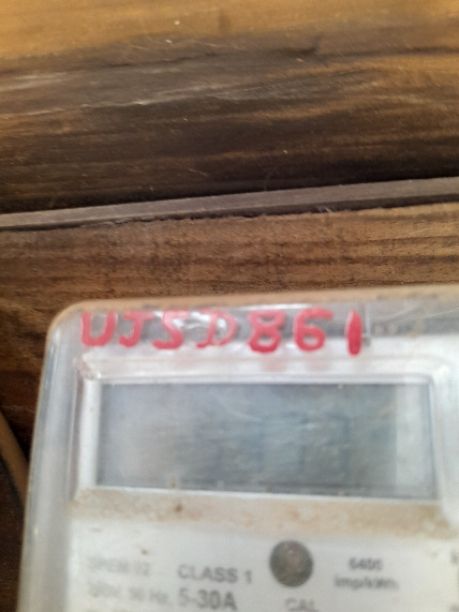 UJSD861
CLASS 1
6400
imp/kWh
5-30A
CAL